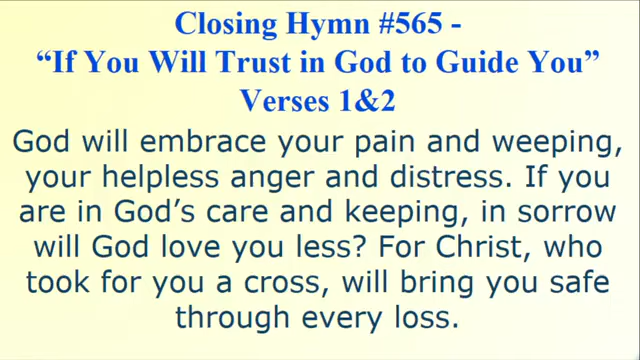 Closing Hymn #565 -
“If You Will Trust in God to Guide You”
Verses 1&2
God will embrace your pain and weeping,
your helpless anger and distress. If you
are in God’s care and keeping, in sorrow
will God love you less? For Christ, who
took for you a cross, will bring you safe
through every loss.